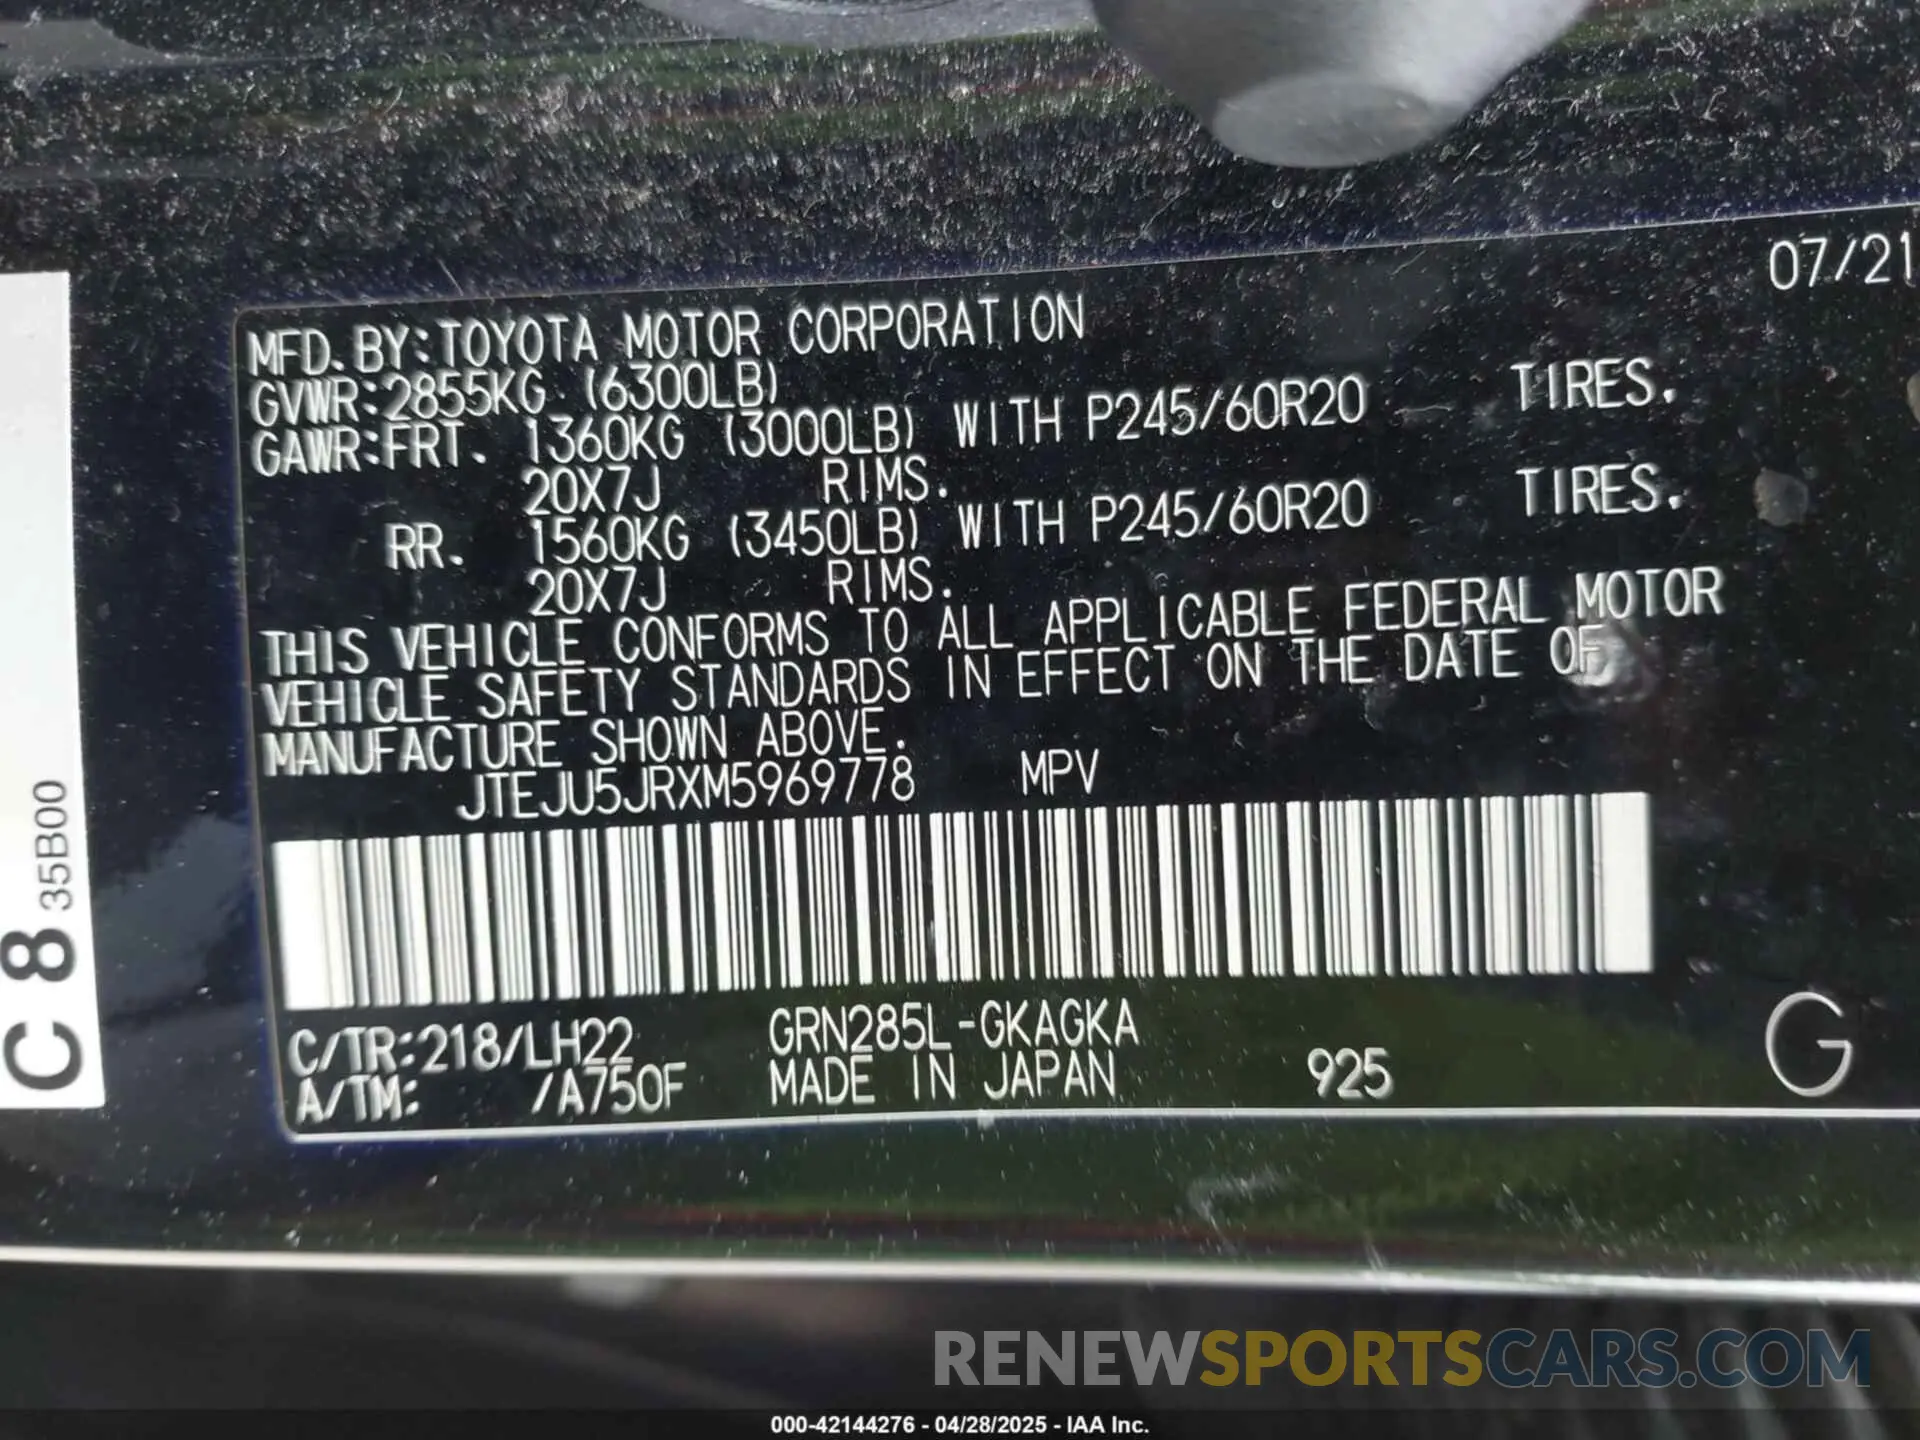 07/21
MFD. BY: TOYOTA MOTOR CORPORATION
GVWR: 2855KG (6300LB)
GAWR: FRT. 1360KG (3000LB) WITH P245/60R20 TIRES.
20X7J RIMS.
RR. 1560KG (3450LB) WITH P245/60R20 TIRES.
20X7J RIMS.
THIS VEHICLE CONFORMS TO ALL APPLICABLE FEDERAL MOTOR
VEHICLE SAFETY STANDARDS IN EFFECT ON THE DATE OF
MANUFACTURE SHOWN ABOVE.
JTEJU5JRXM5969778 MPV
C/TR: 218/LH22 GRN285L-GKAGKA
A/TM: /A750F MADE IN JAPAN 925 G
C 8 35B00
RENEWSPORTSCARS.COM
000-42144276 - 04/28/2025 - IAA Inc.